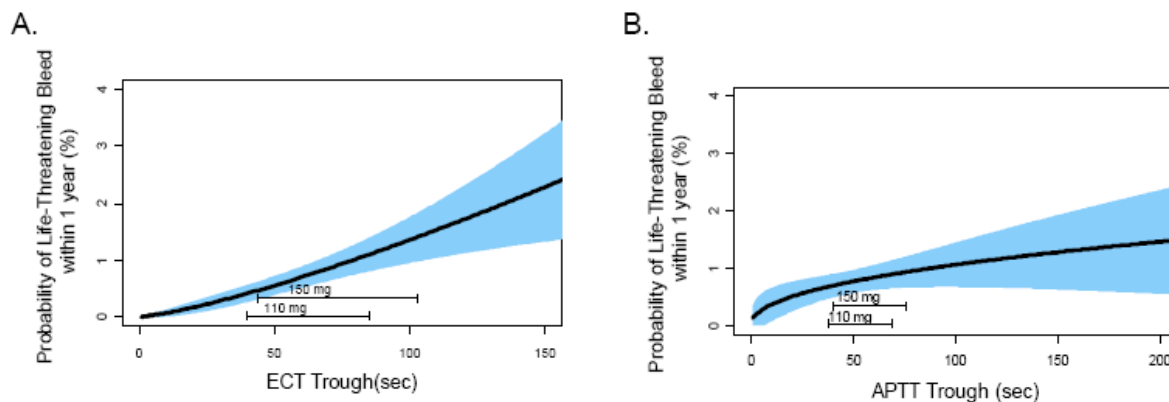 A.
Probability of Life-Threatening Bleed
within 1 year (%)
4
3
2
1
0
150 mg
110 mg
0
50
100
150
ECT Trough(sec)
B.
Probability of Life-Threatening Bleed
within 1 year (%)
4
3
2
1
0
150 mg
110 mg
0
50
100
150
200
APTT Trough (sec)